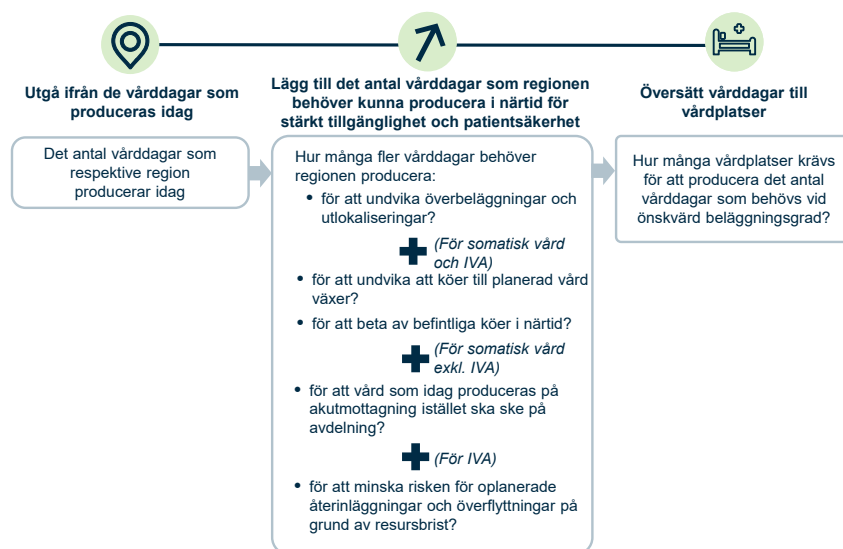 Utgå ifrån de vårddagar som
produceras idag
Det antal vårddagar som
respektive region
producerar idag
Lägg till det antal vårddagar som regionen
behöver kunna producera i närtid för
stärkt tillgänglighet och patientsäkerhet
Hur många fler vårddagar behöver
regionen producera:
• för att undvika överbeläggningar och
utlokaliseringar?
(För somatisk vård
och IVA)
• för att undvika att köer till planerad vård
växer?
• för att beta av befintliga köer i närtid?
(För somatisk vård
exkl. IVA)
• för att vård som idag produceras på
akutmottagning istället ska ske på
avdelning?
(För IVA)
• för att minska risken för oplanerade
återinläggningar och överflyttningar på
grund av resursbrist?
Översätt vårddagar till
vårdplatser
Hur många vårdplatser krävs
för att producera det antal
vårddagar som behövs vid
önskvärd beläggningsgrad?